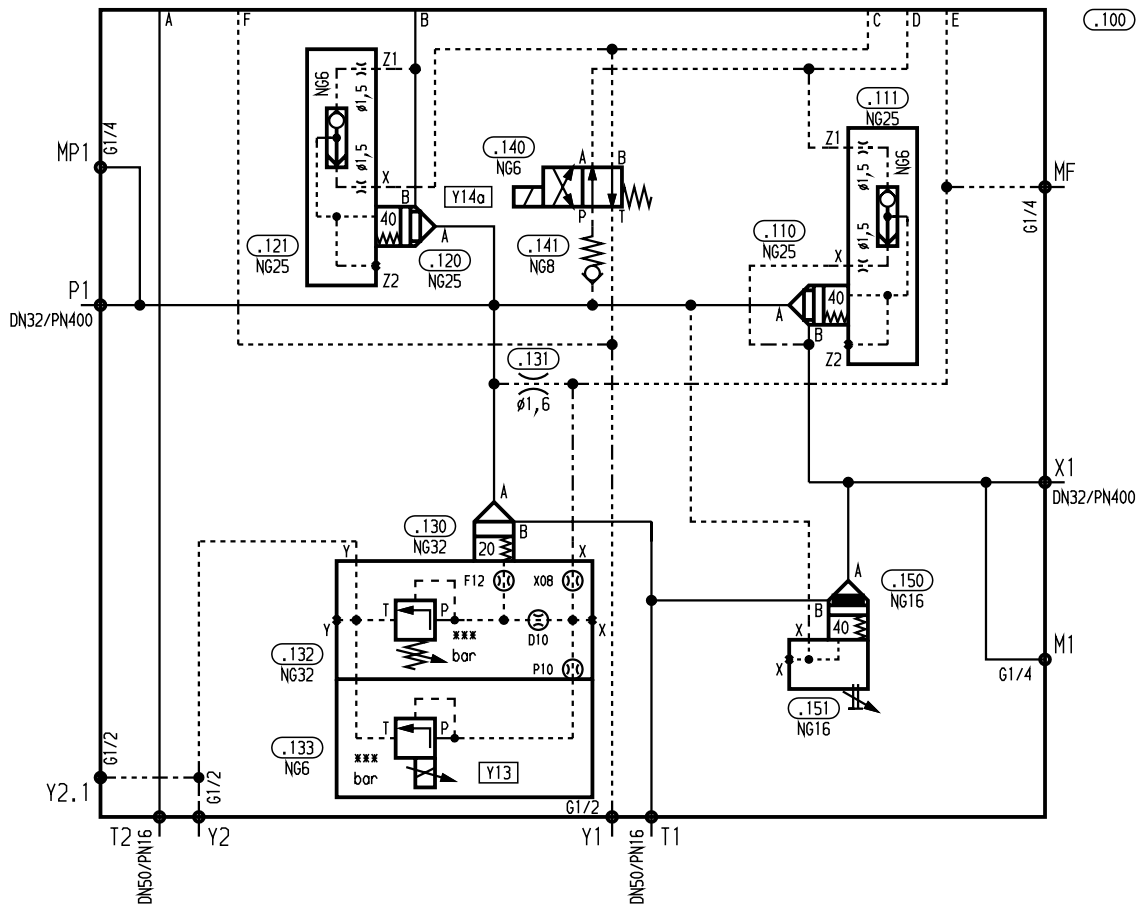 A
F
B
C
D
E
.100
Z1
NG6
ø1,5
ø1,5
X
B
40
A
Z2
.121
NG25
.120
NG25
Y14a
.140
NG6
A
B
P
T
.141
NG8
.111
NG25
Z1
ø1,5
NG6
ø1,5
.110
NG25
X
40
A
B
Z2
MP1
G1/4
MF
G1/4
P1
DN32/PN400
.131
ø1,6
X1
DN32/PN400
A
.130
NG32
B
20
Y
X
F12
X08
T
P
Y
X
D10
***
bar
P10
.132
NG32
T
P
.133
NG6
***
bar
Y13
A
.150
NG16
B
40
X
X
.151
NG16
M1
G1/4
G1/2
Y2.1
G1/2
G1/2
T2
DN50/PN16
Y2
Y1
DN50/PN16
T1